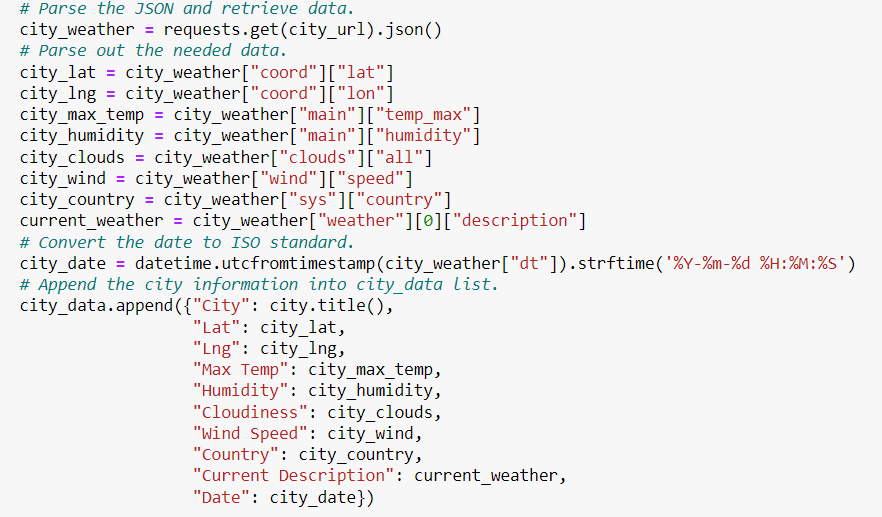 # Parse the JSON and retrieve data.
city_weather = requests.get(city_url).json()
# Parse out the needed data.
city_lat = city_weather["coord"]["lat"]
city_lng = city_weather["coord"]["lon"]
city_max_temp = city_weather["main"]["temp_max"]
city_humidity = city_weather["main"]["humidity"]
city_clouds = city_weather["clouds"]["all"]
city_wind = city_weather["wind"]["speed"]
city_country = city_weather["sys"]["country"]
current_weather = city_weather["weather"][0]["description"]
# Convert the date to ISO standard.
city_date = datetime.utcfromtimestamp(city_weather["dt"]).strftime('%Y-%m-%d %H:%M:%S')
# Append the city information into city_data list.
city_data.append({"City": city.title(),
                  "Lat": city_lat,
                  "Lng": city_lng,
                  "Max Temp": city_max_temp,
                  "Humidity": city_humidity,
                  "Cloudiness": city_clouds,
                  "Wind Speed": city_wind,
                  "Country": city_country,
                  "Current Description": current_weather,
                  "Date": city_date})